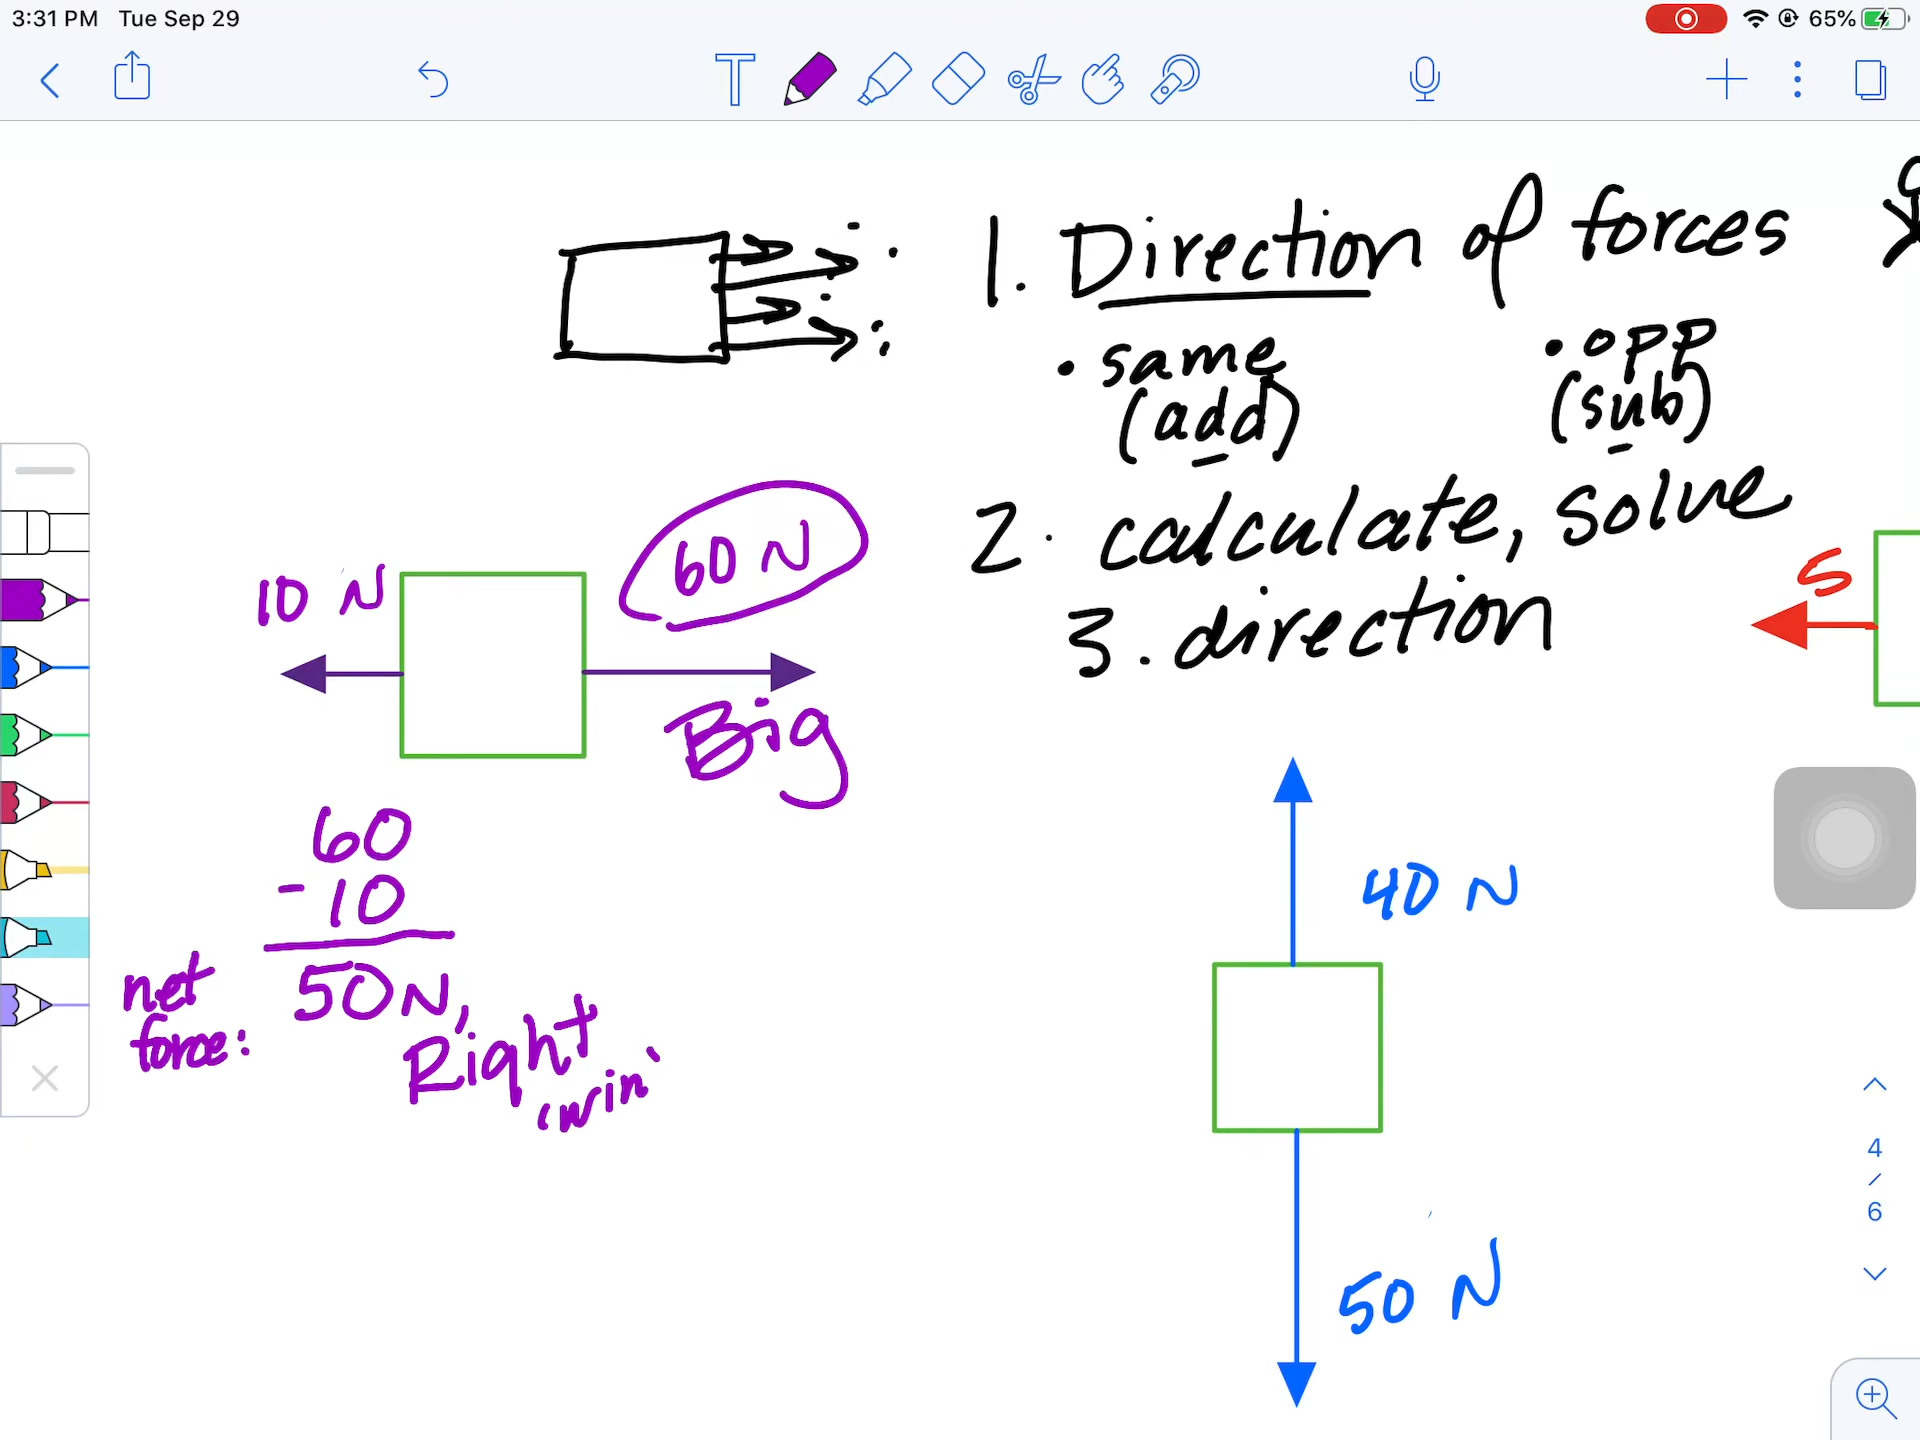 3:31 PM Tue Sep 29
65%
1. Direction of forces
• same
(add)
• opp
(sub)
2. calculate, solve
3. direction
10 N
60 N
Big
60
- 10
50 N,
Right
win
net
force:
5
40 N
50 N
4
/
6